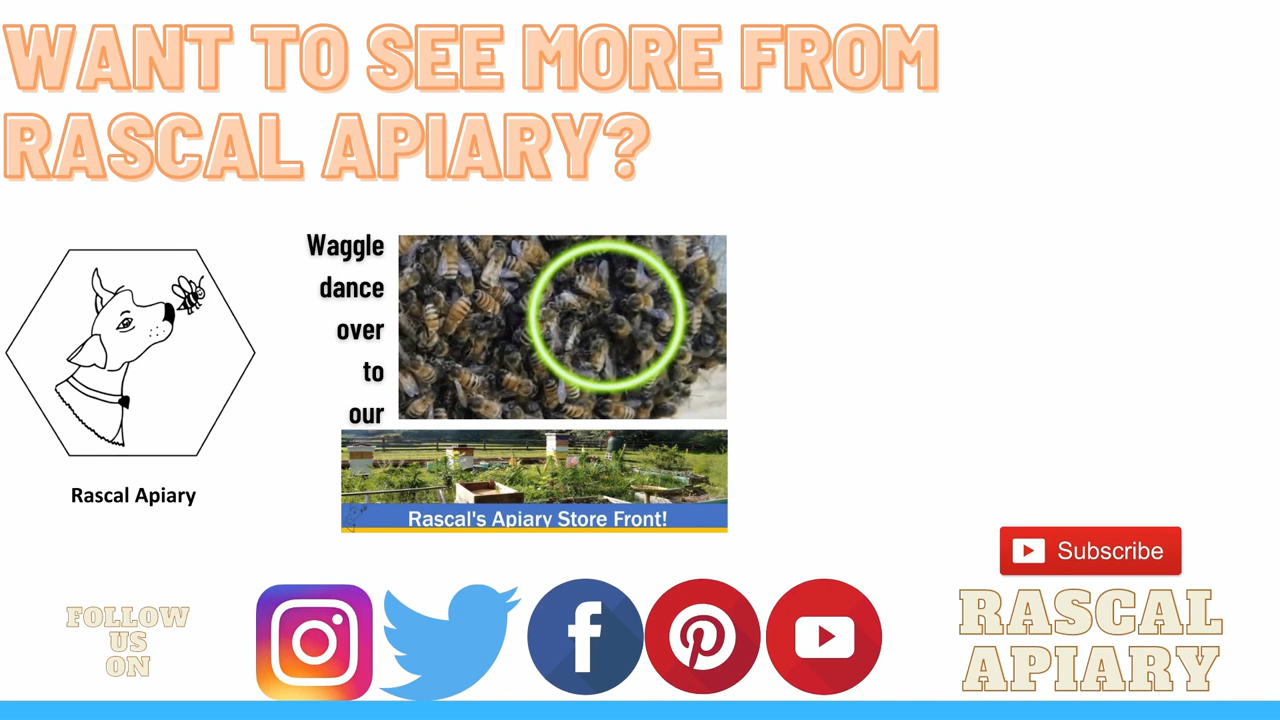 WANT TO SEE MORE FROM
RASCAL APIARY?
Waggle
dance
over
to
our
Rascal Apiary
Rascal's Apiary Store Front!
Subscribe
FOLLOW
US
ON
RASCAL
APIARY